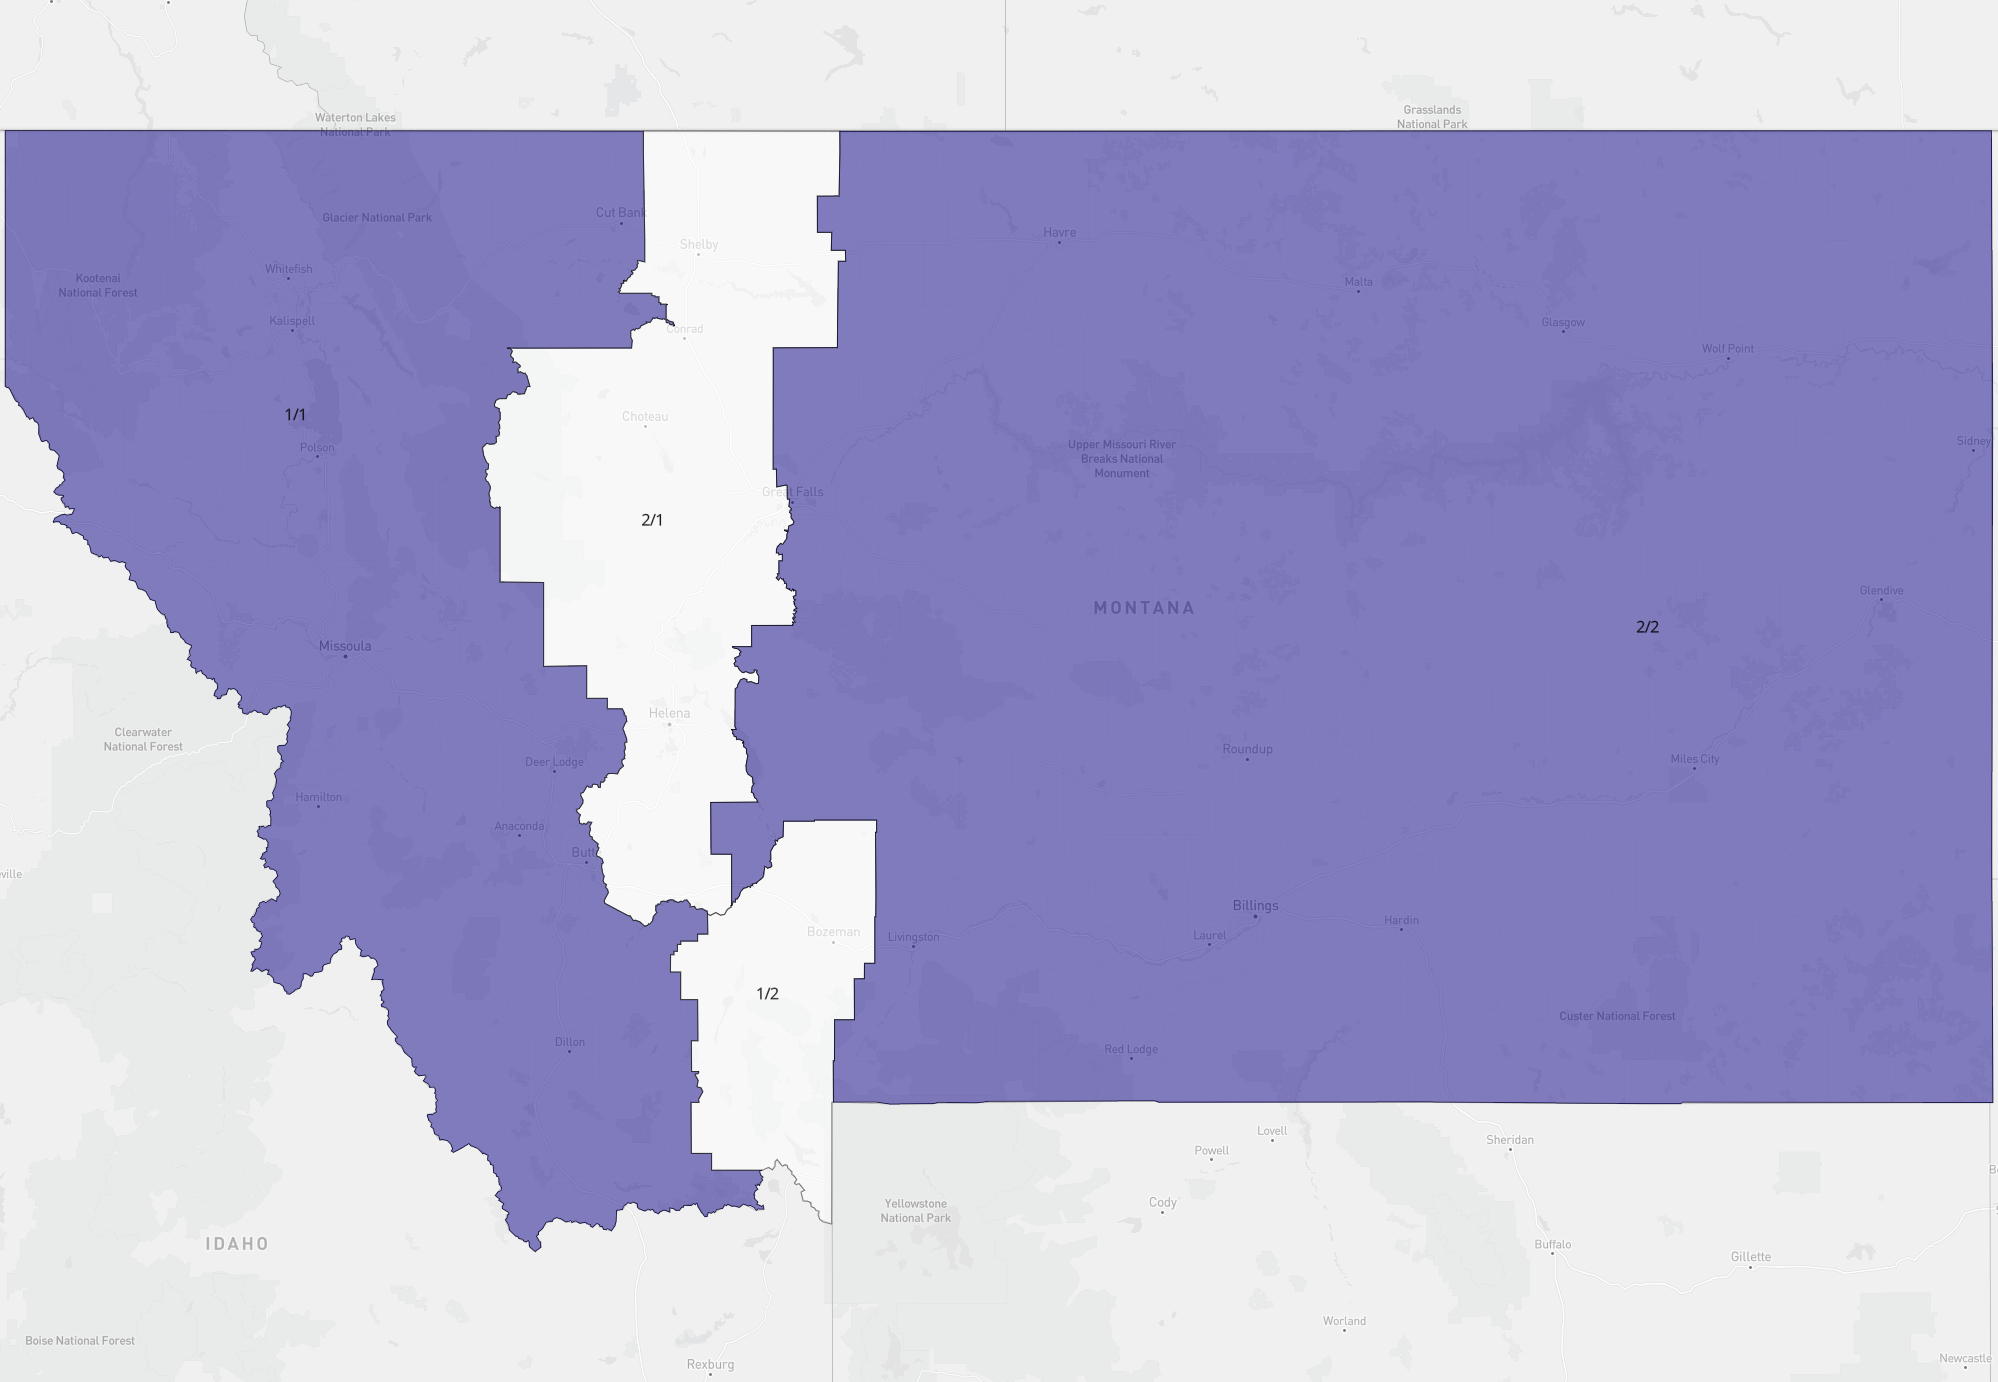 Waterton Lakes
National Park
Grasslands
National Park
Glacier National Park
Cut Bank
Shelby
Havre
Kootenai
National Forest
Whitefish
Malta
Kalispell
Conrad
Glasgow
Wolf Point
1/1
Choteau
Polson
Upper Missouri River
Breaks National
Monument
Sidney
Great Falls
2/1
MONTANA
Glendive
2/2
Missoula
Helena
Clearwater
National Forest
Deer Lodge
Roundup
Miles City
Hamilton
Anaconda
Butt
eville
Billings
Hardin
Bozeman
Livingston
Laurel
1/2
Custer National Forest
Dillon
Red Lodge
Lovell
Powell
Sheridan
Cody
Yellowstone
National Park
IDAHO
Buffalo
Gillette
Boise National Forest
Worland
Rexburg
Newcastle